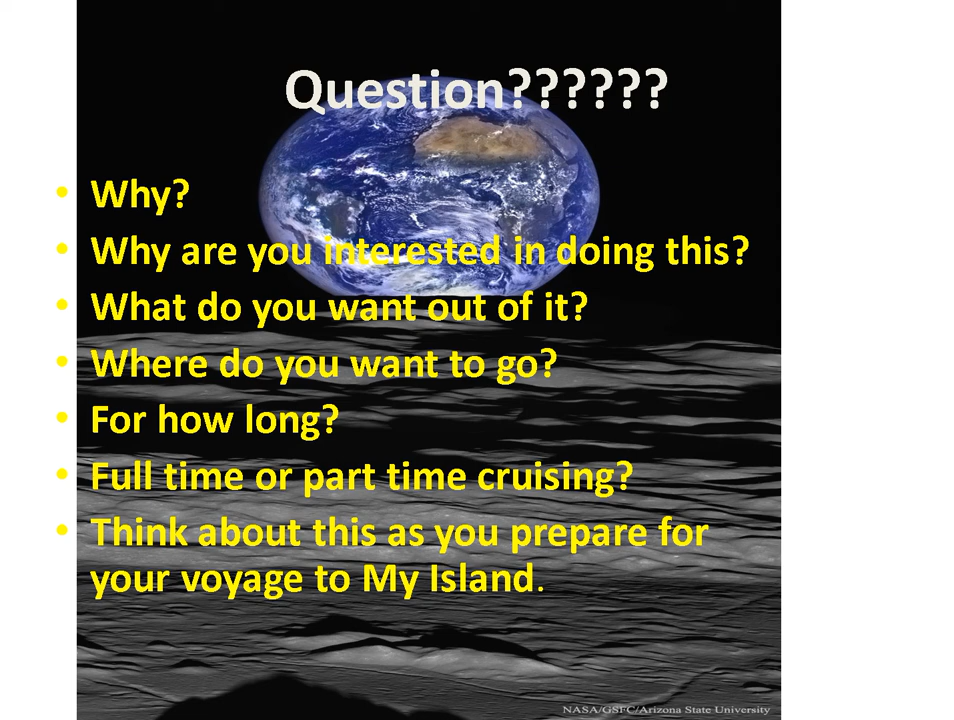 Question??????
• Why?
• Why are you interested in doing this?
• What do you want out of it?
• Where do you want to go?
• For how long?
• Full time or part time cruising?
• Think about this as you prepare for
your voyage to My Island.
NASA/GSFC/Arizona State University